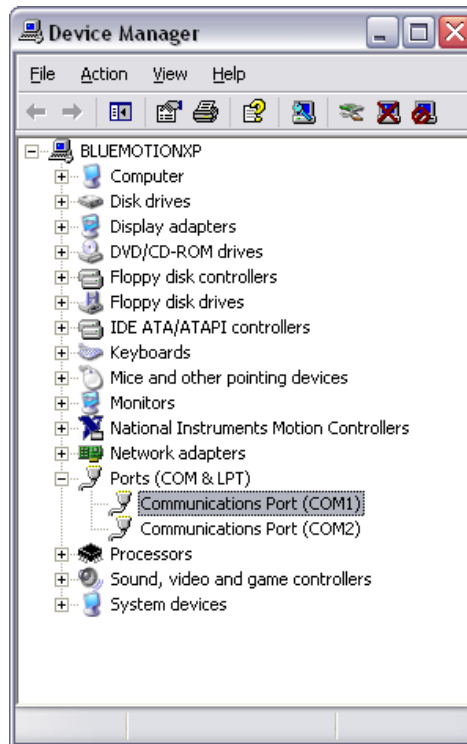 Device Manager
File Action View Help
BLUEMOTIONXP
Computer
Disk drives
Display adapters
DVD/CD-ROM drives
Floppy disk controllers
Floppy disk drives
IDE ATA/ATAPI controllers
Keyboards
Mice and other pointing devices
Monitors
National Instruments Motion Controllers
Network adapters
Ports (COM & LPT)
Communications Port (COM1)
Communications Port (COM2)
Processors
Sound, video and game controllers
System devices